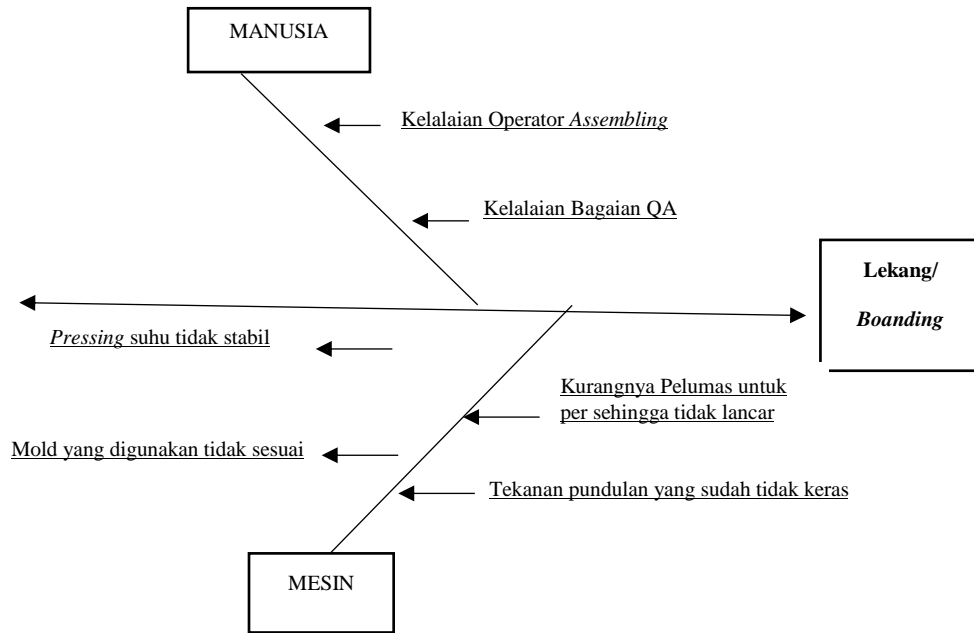 MANUSIA
Kelalaian Operator Assembling
Kelalaian Bagaian QA
Lekang/
Boanding
Pressing suhu tidak stabil
Kurangnya Pelumas untuk
per sehingga tidak lancar
Mold yang digunakan tidak sesuai
Tekanan pundulan yang sudah tidak keras
MESIN